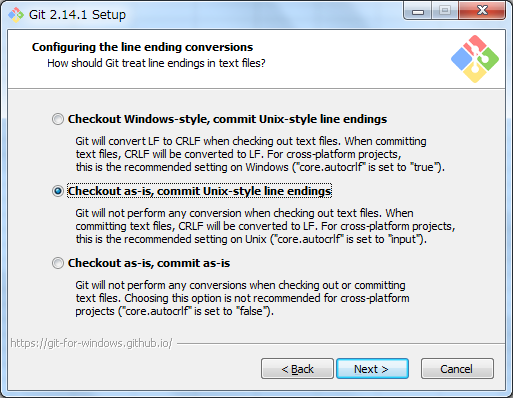 Git 2.14.1 Setup
Configuring the line ending conversions
How should Git treat line endings in text files?
Checkout Windows-style, commit Unix-style line endings
Git will convert LF to CRLF when checking out text files. When committing
text files, CRLF will be converted to LF. For cross-platform projects,
this is the recommended setting on Windows ("core.autocrlf" is set to "true").
Checkout as-is, commit Unix-style line endings
Git will not perform any conversion when checking out text files. When
committing text files, CRLF will be converted to LF. For cross-platform projects,
this is the recommended setting on Unix ("core.autocrlf" is set to "input").
Checkout as-is, commit as-is
Git will not perform any conversions when checking out or committing
text files. Choosing this option is not recommended for cross-platform
projects ("core.autocrlf" is set to "false").
https://git-for-windows.github.io/
< Back
Next >
Cancel